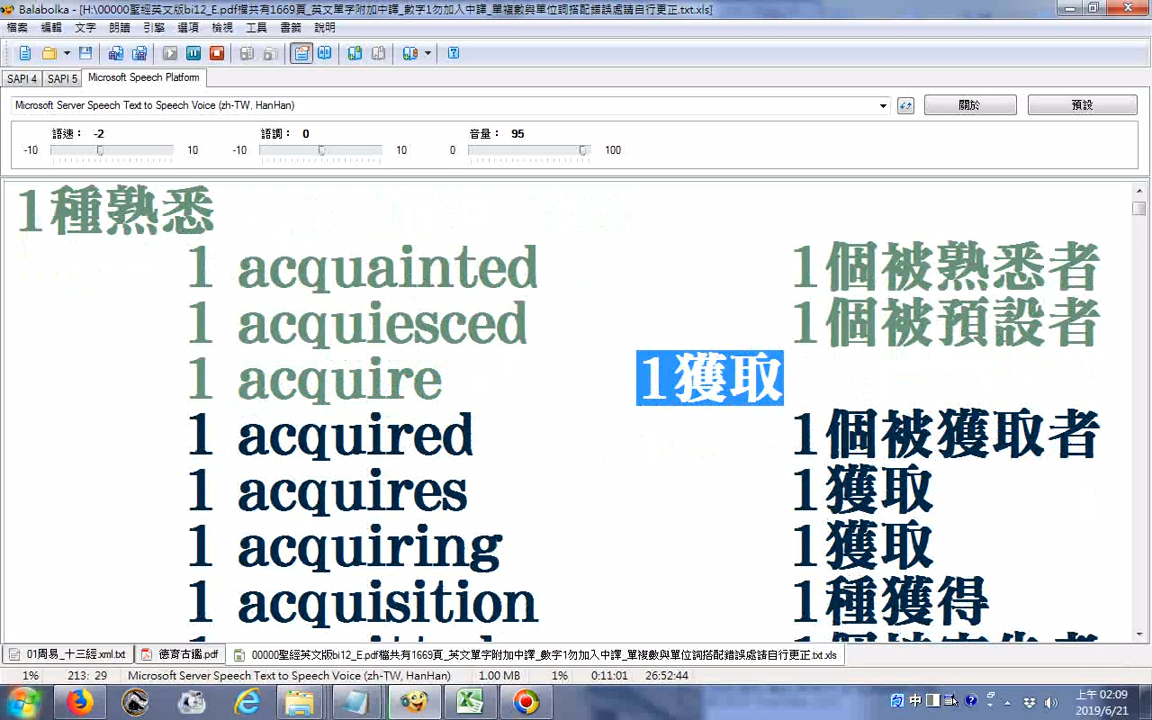 Balabolka - [H:\00000聖經英文版bi12_E.pdf檔共有1669頁_英文單字附加中譯_數字1勿加入中譯_單複數與單位詞搭配錯誤處請自行更正.txt.xls]
檔案 編輯 文字 朗讀 引擎 選項 檢視 工具 書籤 說明
SAPI 4 SAPI 5 Microsoft Speech Platform
Microsoft Server Speech Text to Speech Voice (zh-TW, HanHan) 關於 預設
語速： -2 語調： 0 音量： 95
-10 10 -10 10 0 100
1種熟悉
1 acquainted 1個被熟悉者
1 acquiesced 1個被預設者
1 acquire 1獲取
1 acquired 1個被獲取者
1 acquires 1獲取
1 acquiring 1獲取
1 acquisition 1種獲得
01周易_十三經.xml.txt 德育古鑑.pdf 00000聖經英文版bi12_E.pdf檔共有1669頁_英文單字附加中譯_數字1勿加入中譯_單複數與單位詞搭配錯誤處請自行更正.txt.xls
1% 213: 29 Microsoft Server Speech Text to Speech Voice (zh-TW, HanHan) 1.00 MB 1% 0:11:01 26:52:44
中 上午 02:09
2019/6/21